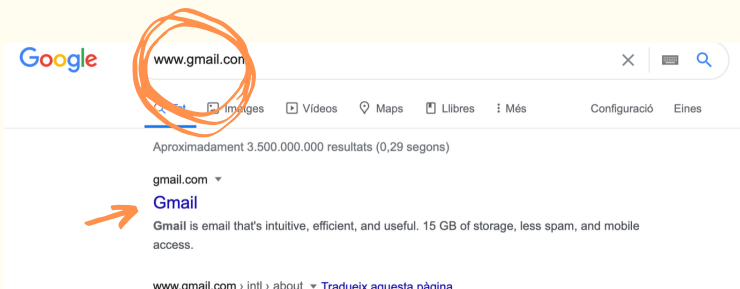 Google
www.gmail.com
Tot Imatges Vídeos Maps Llibres Més Configuració Eines
Aproximadament 3.500.000.000 resultats (0,29 segons)
gmail.com
Gmail
Gmail is email that's intuitive, efficient, and useful. 15 GB of storage, less spam, and mobile
access.
www.gmail.com › intl › about Tradueix aquesta pàgina